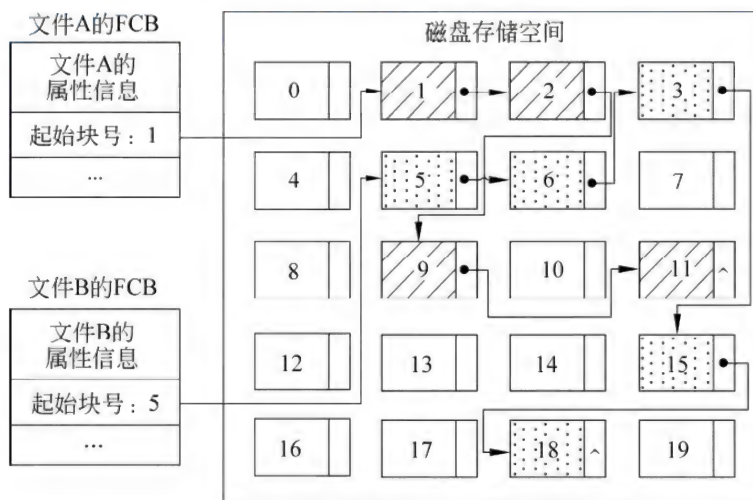 文件A的FCB
文件A的
属性信息
起始块号：1
…
文件B的FCB
文件B的
属性信息
起始块号：5
…
磁盘存储空间
0 1 2 3
4 5 6 7
8 9 10 11 ^
12 13 14 15
16 17 18 ^ 19